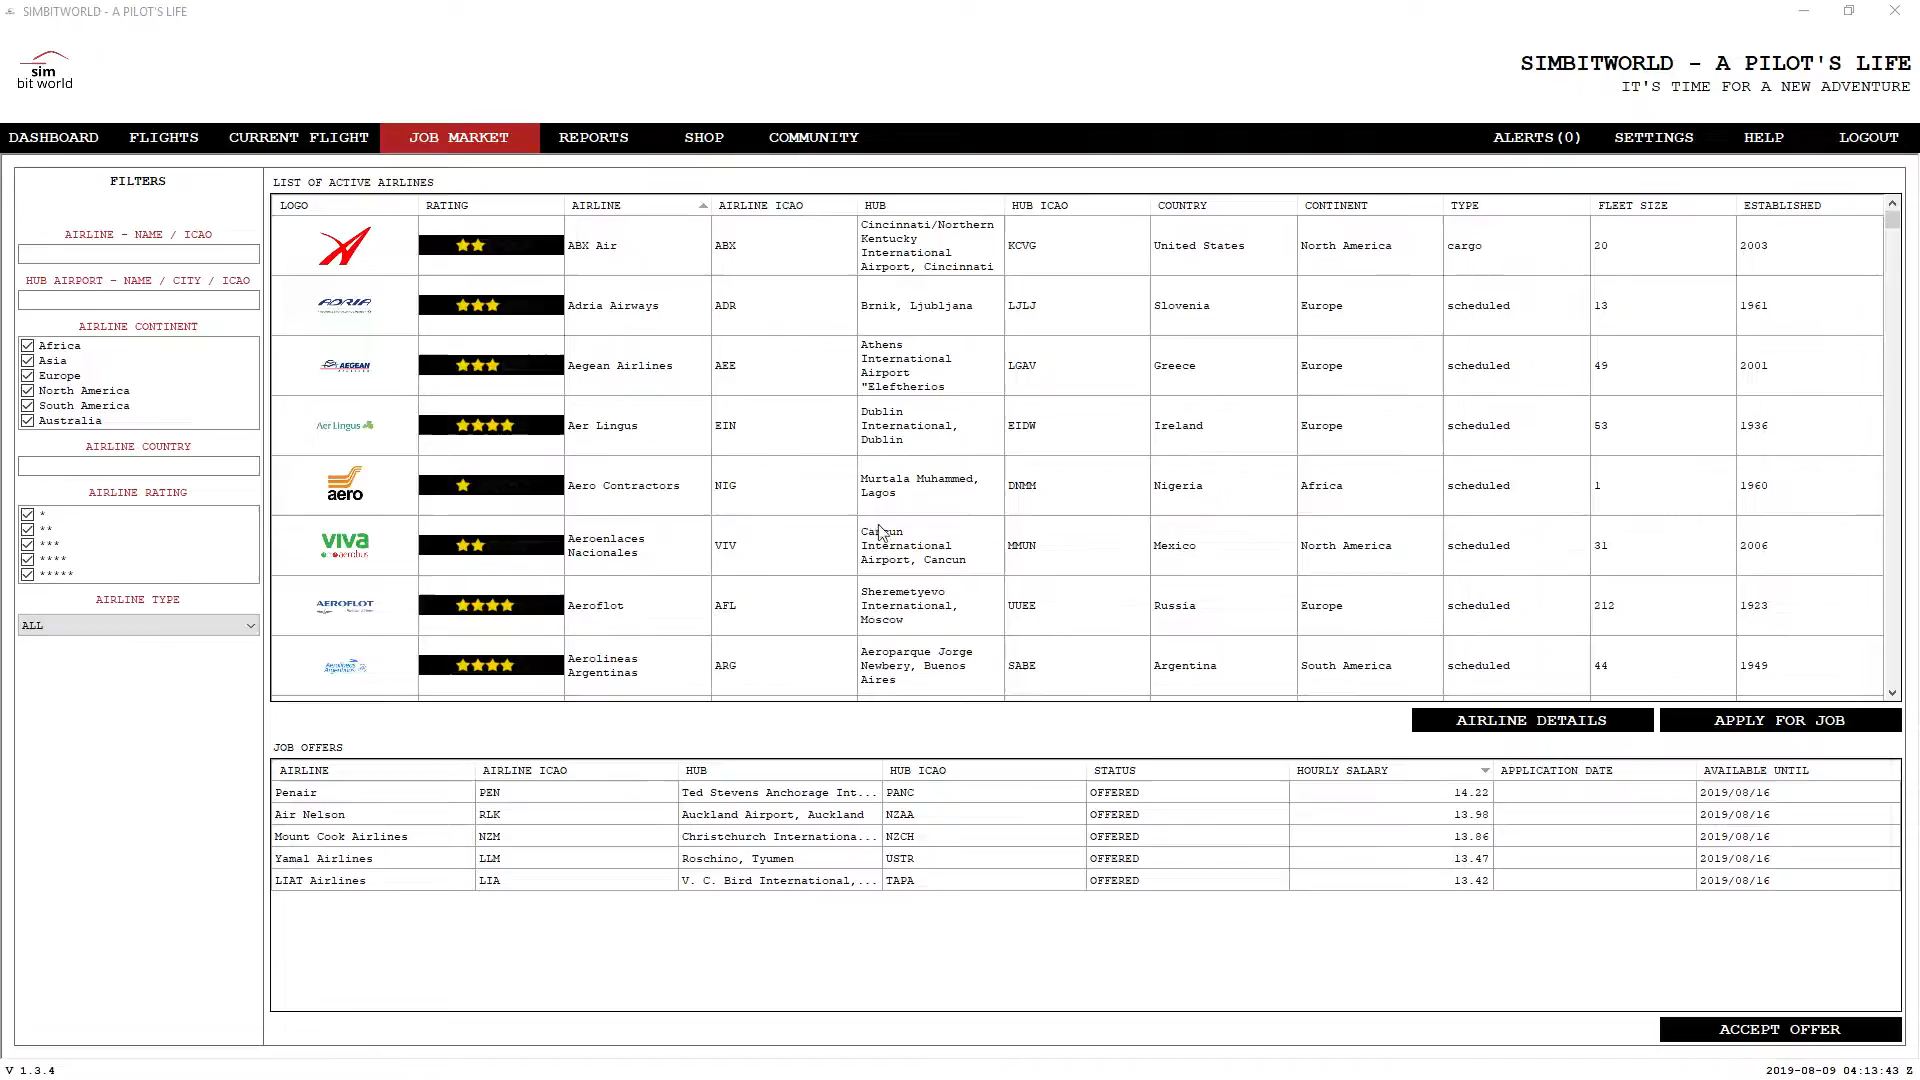 SIMBITWORLD - A PILOT'S LIFE
sim
bit world
SIMBITWORLD - A PILOT'S LIFE
IT'S TIME FOR A NEW ADVENTURE
DASHBOARD FLIGHTS CURRENT FLIGHT JOB MARKET REPORTS SHOP COMMUNITY ALERTS(0) SETTINGS HELP LOGOUT
FILTERS
AIRLINE - NAME / ICAO
HUB AIRPORT - NAME / CITY / ICAO
AIRLINE CONTINENT
Africa
Asia
Europe
North America
South America
Australia
AIRLINE COUNTRY
AIRLINE RATING
*
**
***
****
*****
AIRLINE TYPE
ALL
LIST OF ACTIVE AIRLINES
LOGO RATING AIRLINE AIRLINE ICAO HUB HUB ICAO COUNTRY CONTINENT TYPE FLEET SIZE ESTABLISHED
ABX Air ABX Cincinnati/Northern Kentucky International Airport, Cincinnati KCVG United States North America cargo 20 2003
ADRIA Adria Airways ADR Brnik, Ljubljana LJLJ Slovenia Europe scheduled 13 1961
AEGEAN Aegean Airlines AEE Athens International Airport "Eleftherios LGAV Greece Europe scheduled 49 2001
Aer Lingus Aer Lingus EIN Dublin International, Dublin EIDW Ireland Europe scheduled 53 1936
aero Aero Contractors NIG Murtala Muhammed, Lagos DNMM Nigeria Africa scheduled 1 1960
viva aerobus Aeroenlaces Nacionales VIV Cancun International Airport, Cancun MMUN Mexico North America scheduled 31 2006
AEROFLOT Aeroflot AFL Sheremetyevo International, Moscow UUEE Russia Europe scheduled 212 1923
Aerolineas Argentinas Aerolineas Argentinas ARG Aeroparque Jorge Newbery, Buenos Aires SABE Argentina South America scheduled 44 1949
AIRLINE DETAILS APPLY FOR JOB
JOB OFFERS
AIRLINE AIRLINE ICAO HUB HUB ICAO STATUS HOURLY SALARY APPLICATION DATE AVAILABLE UNTIL
Penair PEN Ted Stevens Anchorage Int... PANC OFFERED 14.22 2019/08/16
Air Nelson RLK Auckland Airport, Auckland NZAA OFFERED 13.98 2019/08/16
Mount Cook Airlines NZM Christchurch Internationa... NZCH OFFERED 13.86 2019/08/16
Yamal Airlines LLM Roschino, Tyumen USTR OFFERED 13.47 2019/08/16
LIAT Airlines LIA V. C. Bird International,... TAPA OFFERED 13.42 2019/08/16
ACCEPT OFFER
V 1.3.4
2019-08-09 04:13:43 Z